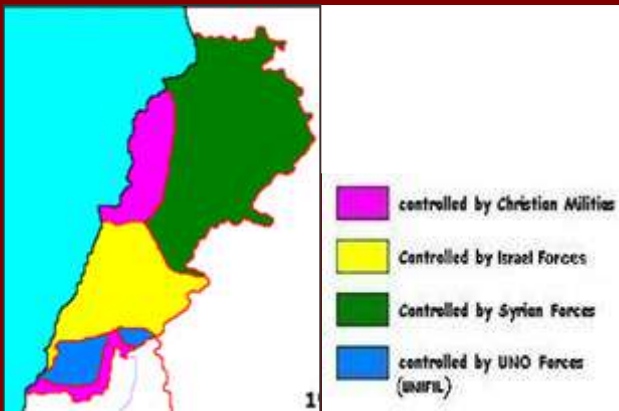 controlled by Christian Militias
Controlled by Israel Forces
Controlled by Syrian Forces
controlled by UNO Forces
(UNIFIL)